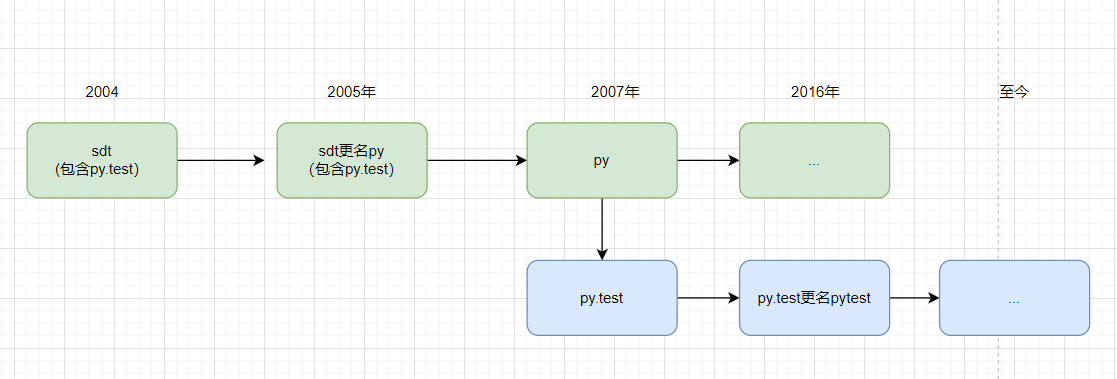 2004
2005年
2007年
2016年
至今
sdt
(包含py.test）
sdt更名py
（包含py.test）
py
...
py.test
py.test更名pytest
...